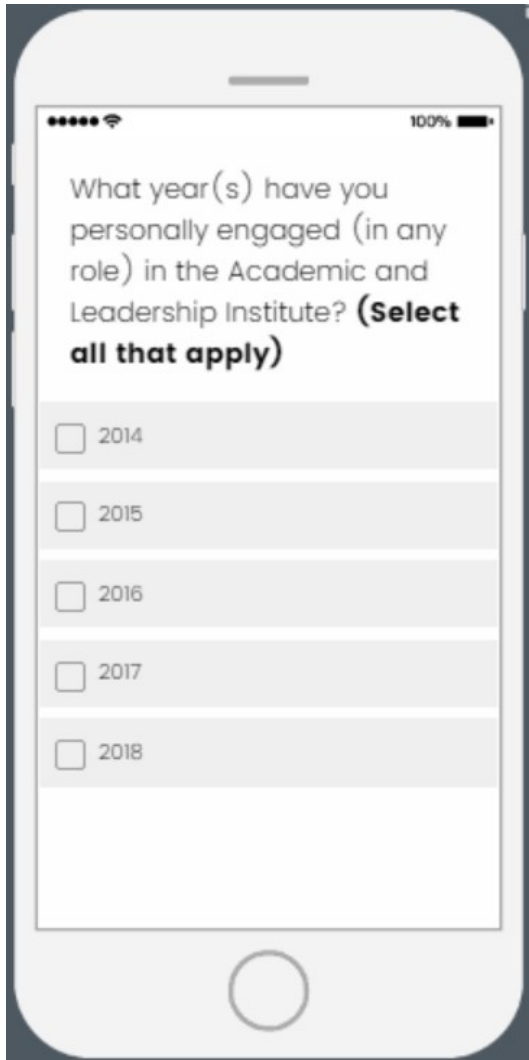 100%
What year(s) have you
personally engaged (in any
role) in the Academic and
Leadership Institute? (Select
all that apply)
2014
2015
2016
2017
2018